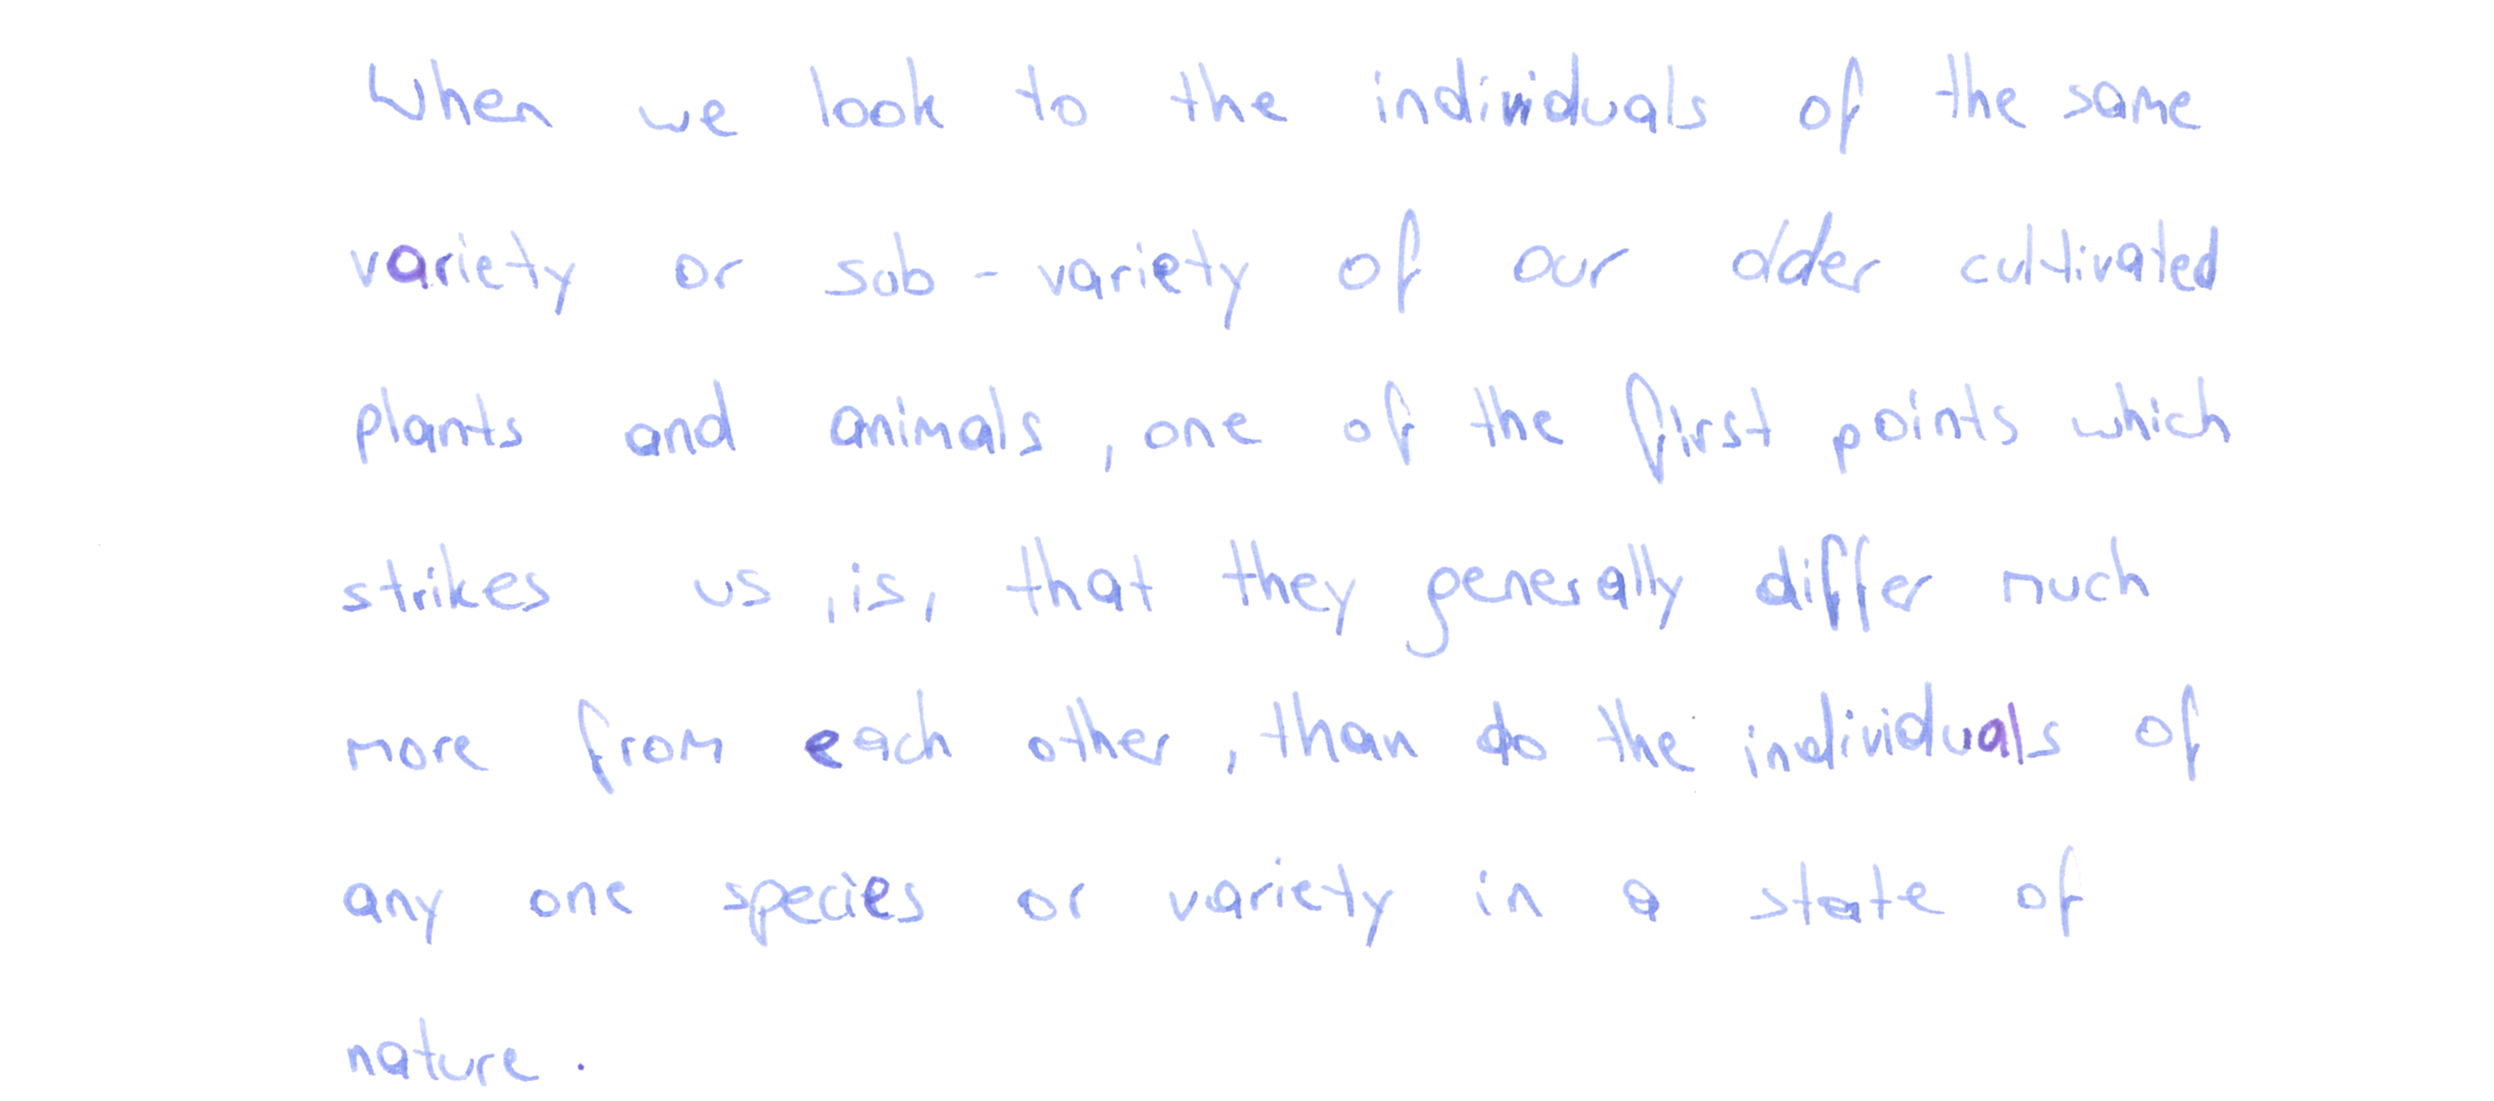 When we look to the individuals of the same
variety or sub-variety of our older cultivated
plants and animals, one of the first points which
strikes us, is, that they generally differ much
more from each other, than do the individuals of
any one species or variety in a state of
nature.